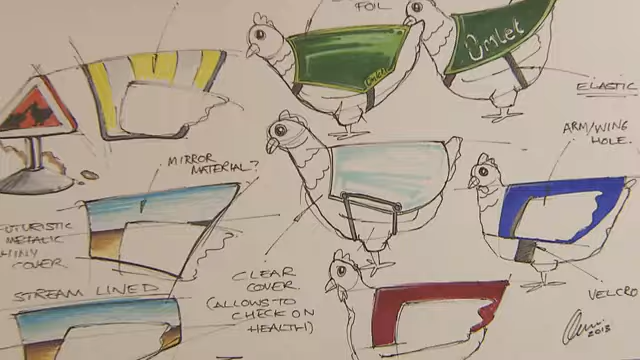 FOIL
Omlet
Omlet
ELASTIC
ARM/WING
HOLE.
MIRROR
MATERIAL?
FUTURISTIC
METALLIC
SHINY
COVER.
CLEAR
COVER
(ALLOWS TO
CHECK ON
HEALTH!)
VELCRO
STREAM LINED
2013